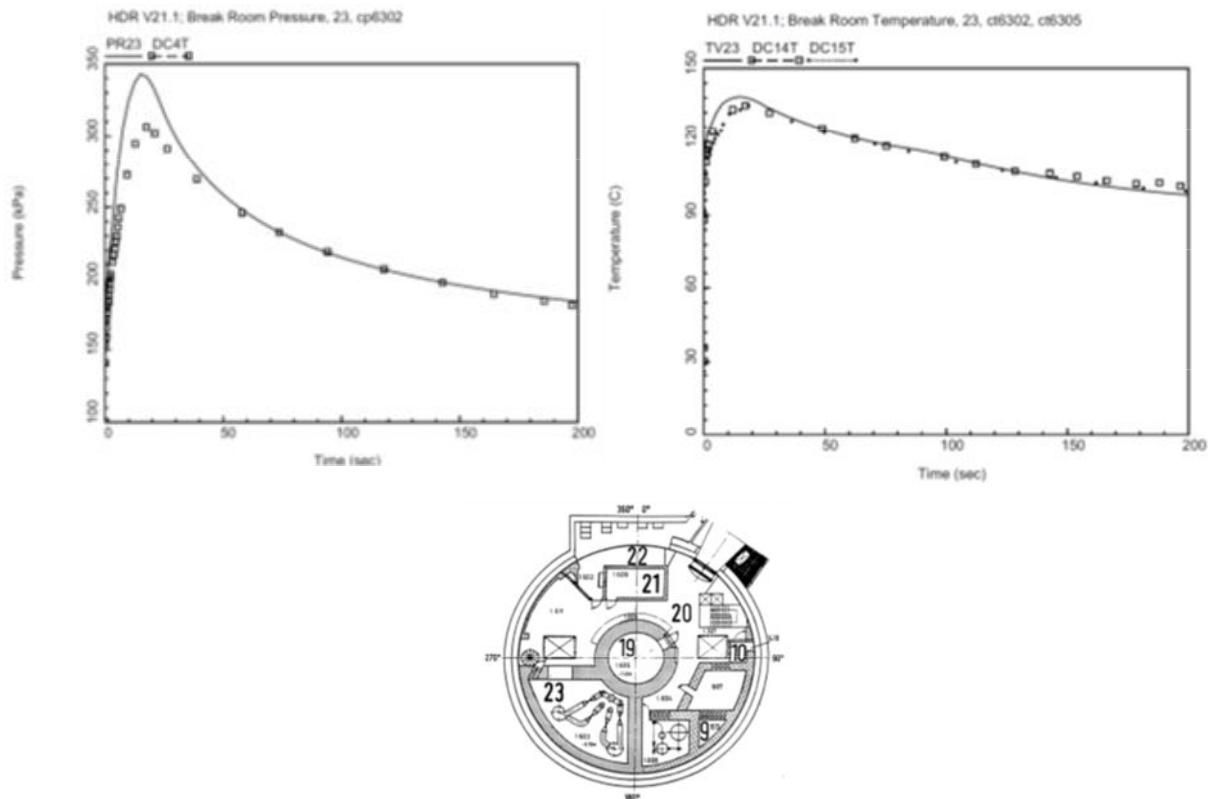 HDR V21.1; Break Room Pressure, 23, cp6302
PR23 DC4T
350
300
250
200
150
100
Pressure (kPa)
0 50 100 150 200
Time (sec)
HDR V21.1; Break Room Temperature, 23, ct6302, ct6305
TV23 DC14T DC15T
150
120
90
60
30
0
Temperature (C)
0 50 100 150 200
Time (sec)
360° 0°
22
21
20
19
10
270°
90°
23
9
180°